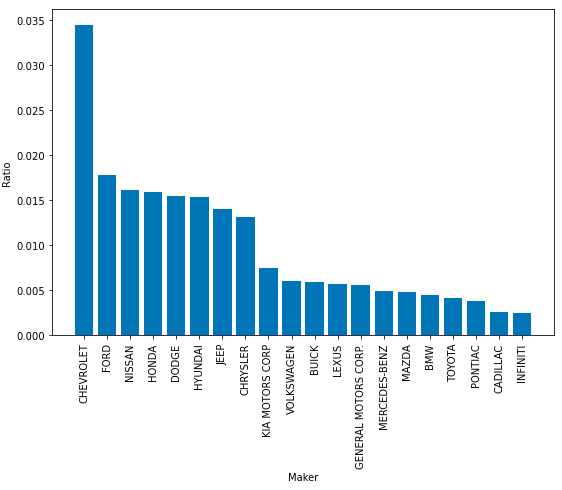 0.035
0.030
0.025
0.020
0.015
0.010
0.005
0.000
Ratio
CHEVROLET
FORD
NISSAN
HONDA
DODGE
HYUNDAI
JEEP
CHRYSLER
KIA MOTORS CORP
VOLKSWAGEN
BUICK
LEXUS
GENERAL MOTORS CORP.
MERCEDES-BENZ
MAZDA
BMW
TOYOTA
PONTIAC
CADILLAC
INFINITI
Maker